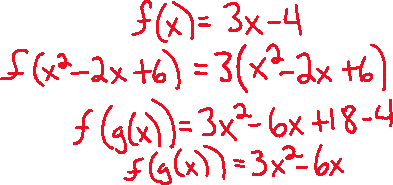 f(x) = 3x-4
f(x²-2x+6) = 3(x²-2x+6)
f(g(x)) = 3x²-6x+18-4
f(g(x)) = 3x²-6x